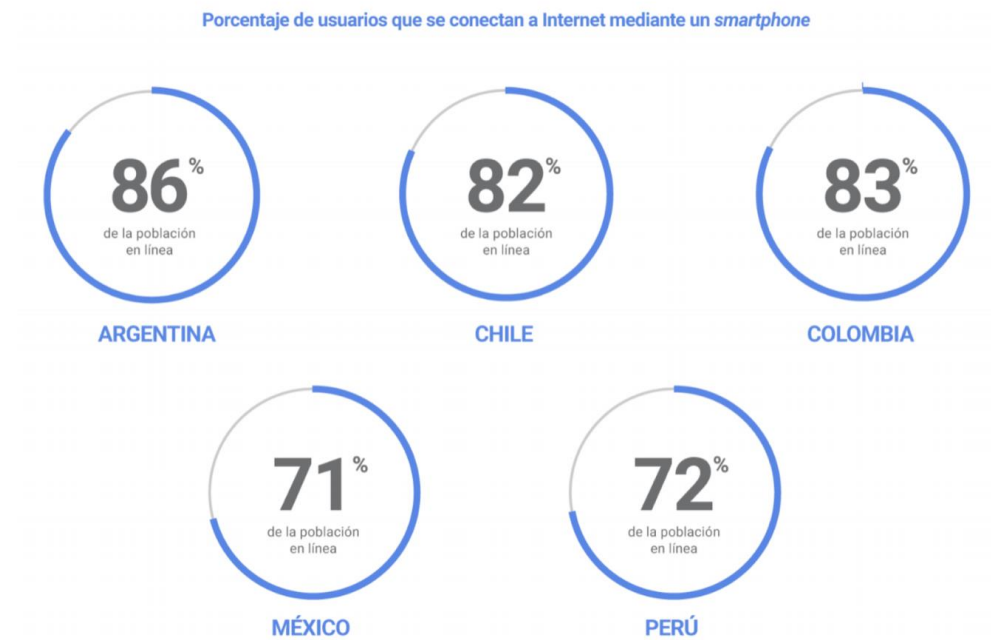 Porcentaje de usuarios que se conectan a Internet mediante un smartphone
86%
de la población
en línea
ARGENTINA
82%
de la población
en línea
CHILE
83%
de la población
en línea
COLOMBIA
71%
de la población
en línea
MÉXICO
72%
de la población
en línea
PERÚ